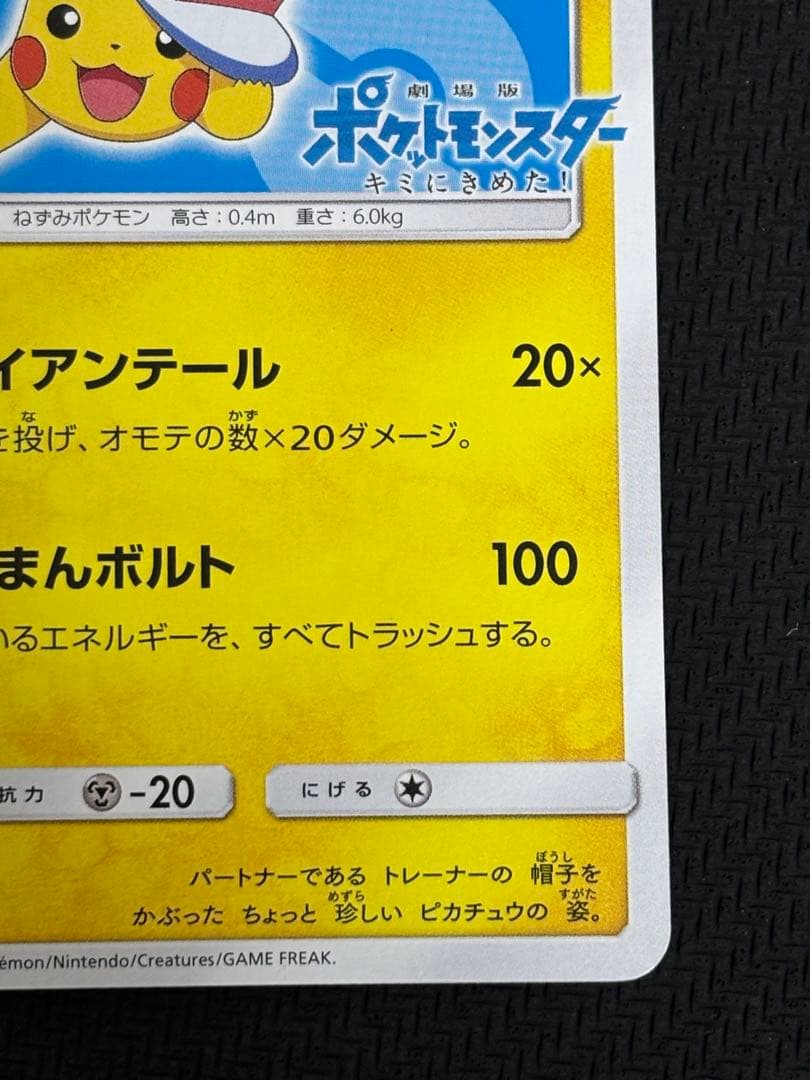 劇場版
ポケットモンスター
キミにきめた！
ねずみポケモン 高さ：0.4m 重さ：6.0kg
イアンテール 20×
を投げ、オモテの数×20ダメージ。
まんボルト 100
いるエネルギーを、すべてトラッシュする。
抗力 -20 にげる
パートナーである トレーナーの 帽子を
かぶった ちょっと 珍しい ピカチュウの 姿。
émon/Nintendo/Creatures/GAME FREAK.